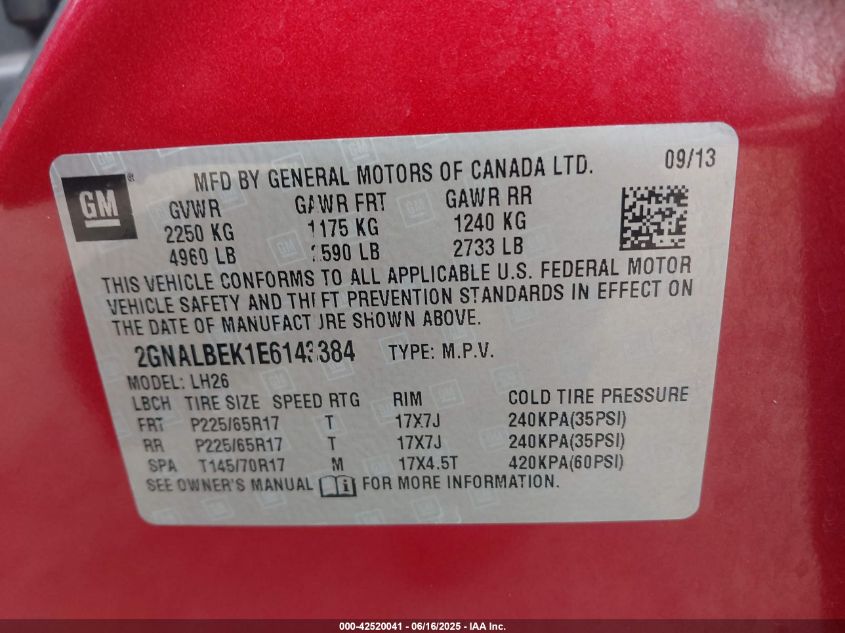 GM
MFD BY GENERAL MOTORS OF CANADA LTD. 09/13
GVWR GAWR FRT GAWR RR
2250 KG 1175 KG 1240 KG
4960 LB 2590 LB 2733 LB
THIS VEHICLE CONFORMS TO ALL APPLICABLE U.S. FEDERAL MOTOR
VEHICLE SAFETY AND THEFT PREVENTION STANDARDS IN EFFECT ON
THE DATE OF MANUFACTURE SHOWN ABOVE.
TYPE: M.P.V.
MODEL: LH26
LBCH TIRE SIZE SPEED RTG RIM COLD TIRE PRESSURE
FRT P225/65R17 T 17X7J 240KPA(35PSI)
RR P225/65R17 T 17X7J 240KPA(35PSI)
SPA T145/70R17 M 17X4.5T 420KPA(60PSI)
SEE OWNER'S MANUAL FOR MORE INFORMATION.
000-42520041 - 06/16/2025 - IAA Inc.